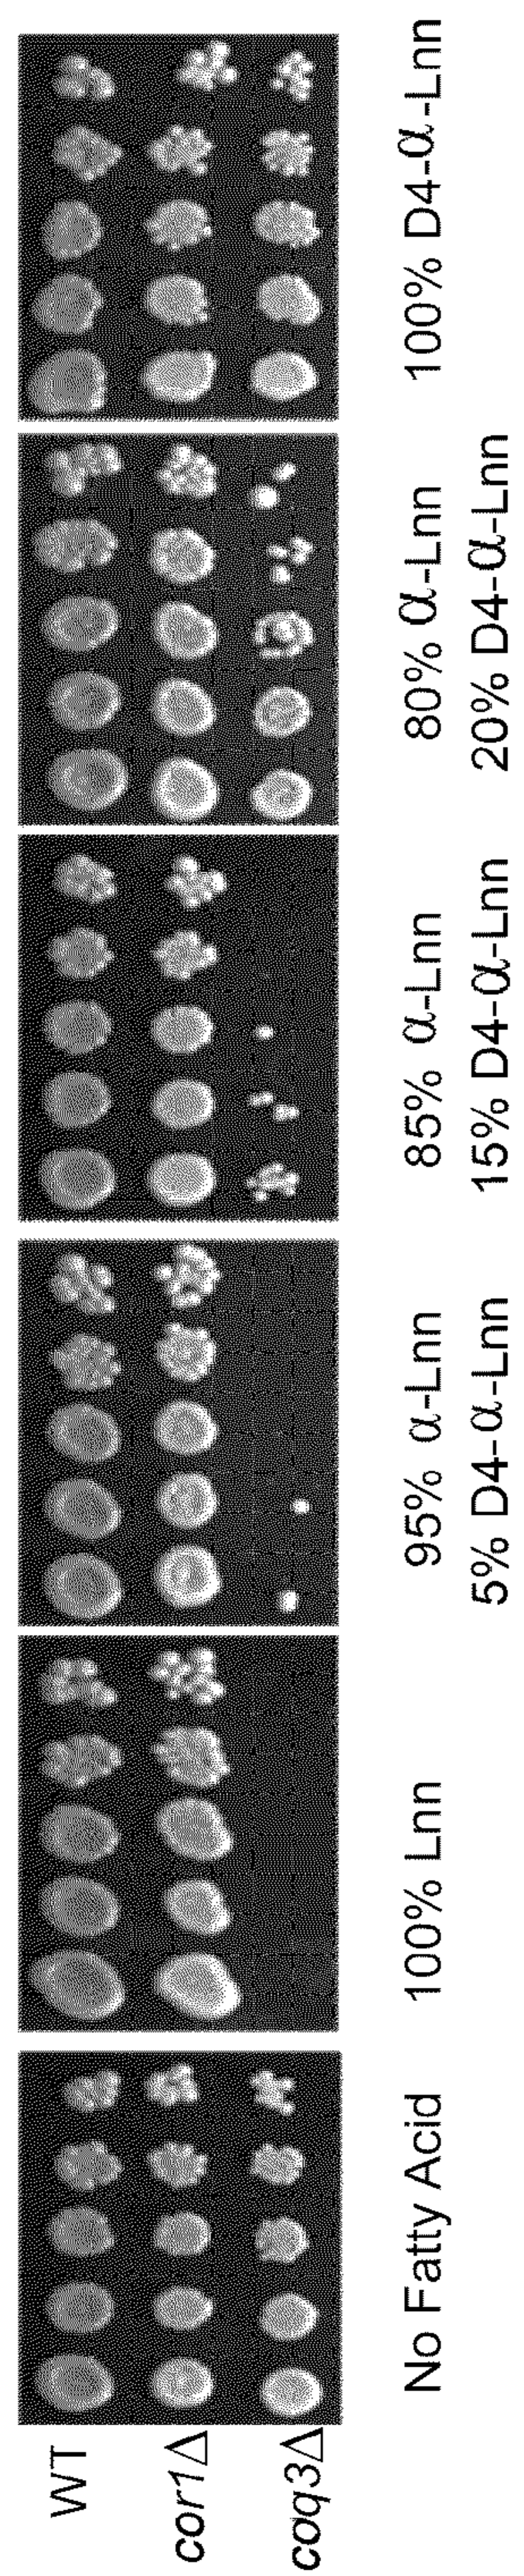 WT
cor1Δ
coq3Δ
No Fatty Acid
100% Lnn
95% α-Lnn
5% D4-α-Lnn
85% α-Lnn
15% D4-α-Lnn
80% α-Lnn
20% D4-α-Lnn
100% D4-α-Lnn